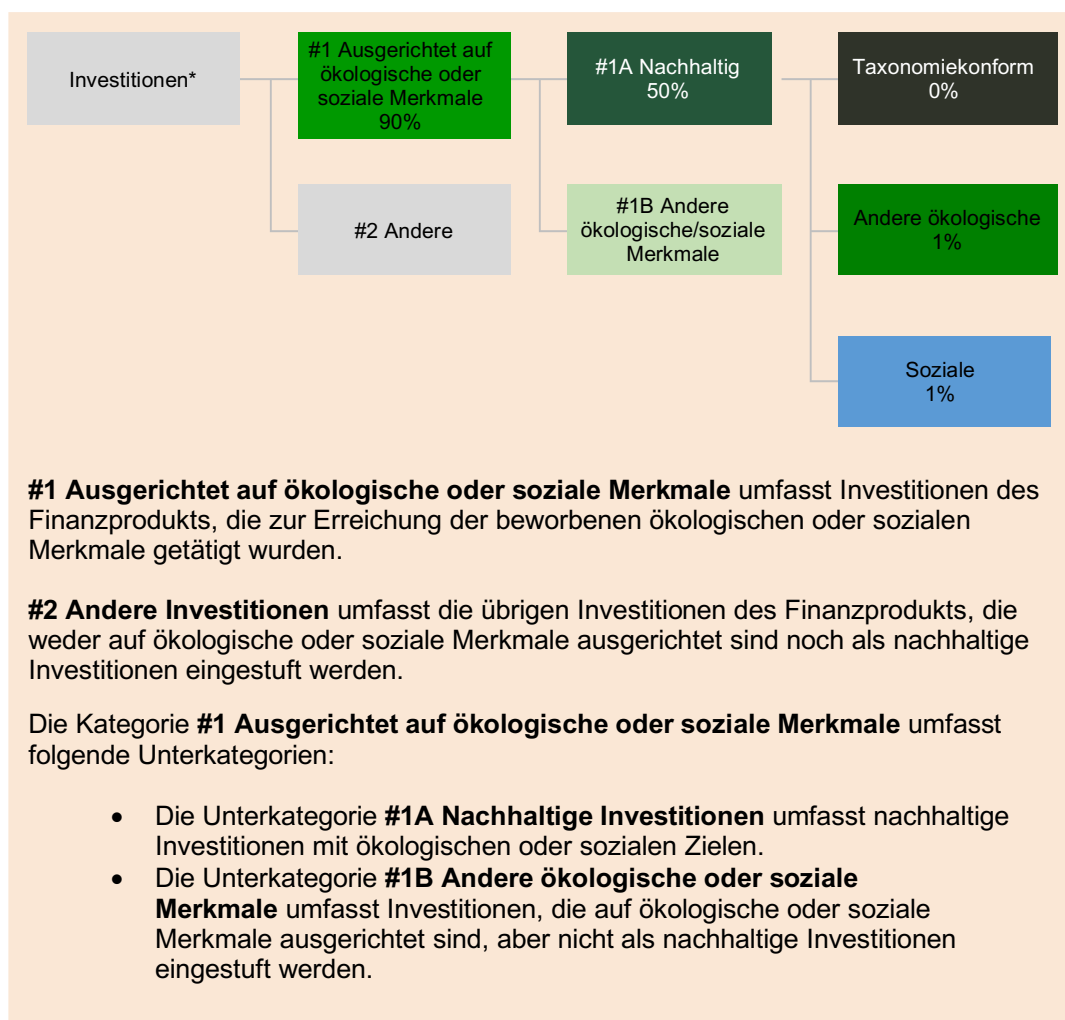 Investitionen*
#1 Ausgerichtet auf
ökologische oder
soziale Merkmale
90%
#1A Nachhaltig
50%
Taxonomiekonform
0%
#2 Andere
#1B Andere
ökologische/soziale
Merkmale
Andere ökologische
1%
Soziale
1%
#1 Ausgerichtet auf ökologische oder soziale Merkmale umfasst Investitionen des
Finanzprodukts, die zur Erreichung der beworbenen ökologischen oder sozialen
Merkmale getätigt wurden.
#2 Andere Investitionen umfasst die übrigen Investitionen des Finanzprodukts, die
weder auf ökologische oder soziale Merkmale ausgerichtet sind noch als nachhaltige
Investitionen eingestuft werden.
Die Kategorie #1 Ausgerichtet auf ökologische oder soziale Merkmale umfasst
folgende Unterkategorien:
• Die Unterkategorie #1A Nachhaltige Investitionen umfasst nachhaltige
Investitionen mit ökologischen oder sozialen Zielen.
• Die Unterkategorie #1B Andere ökologische oder soziale
Merkmale umfasst Investitionen, die auf ökologische oder soziale
Merkmale ausgerichtet sind, aber nicht als nachhaltige Investitionen
eingestuft werden.